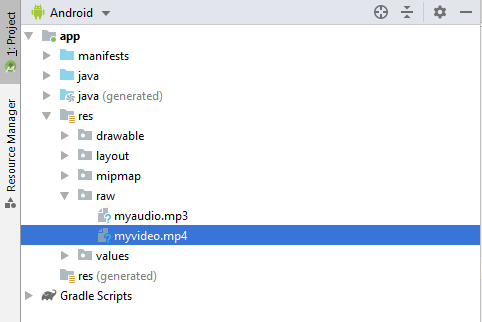 Android
1: Project
Resource Manager
app
manifests
java
java (generated)
res
drawable
layout
mipmap
raw
myaudio.mp3
myvideo.mp4
values
res (generated)
Gradle Scripts